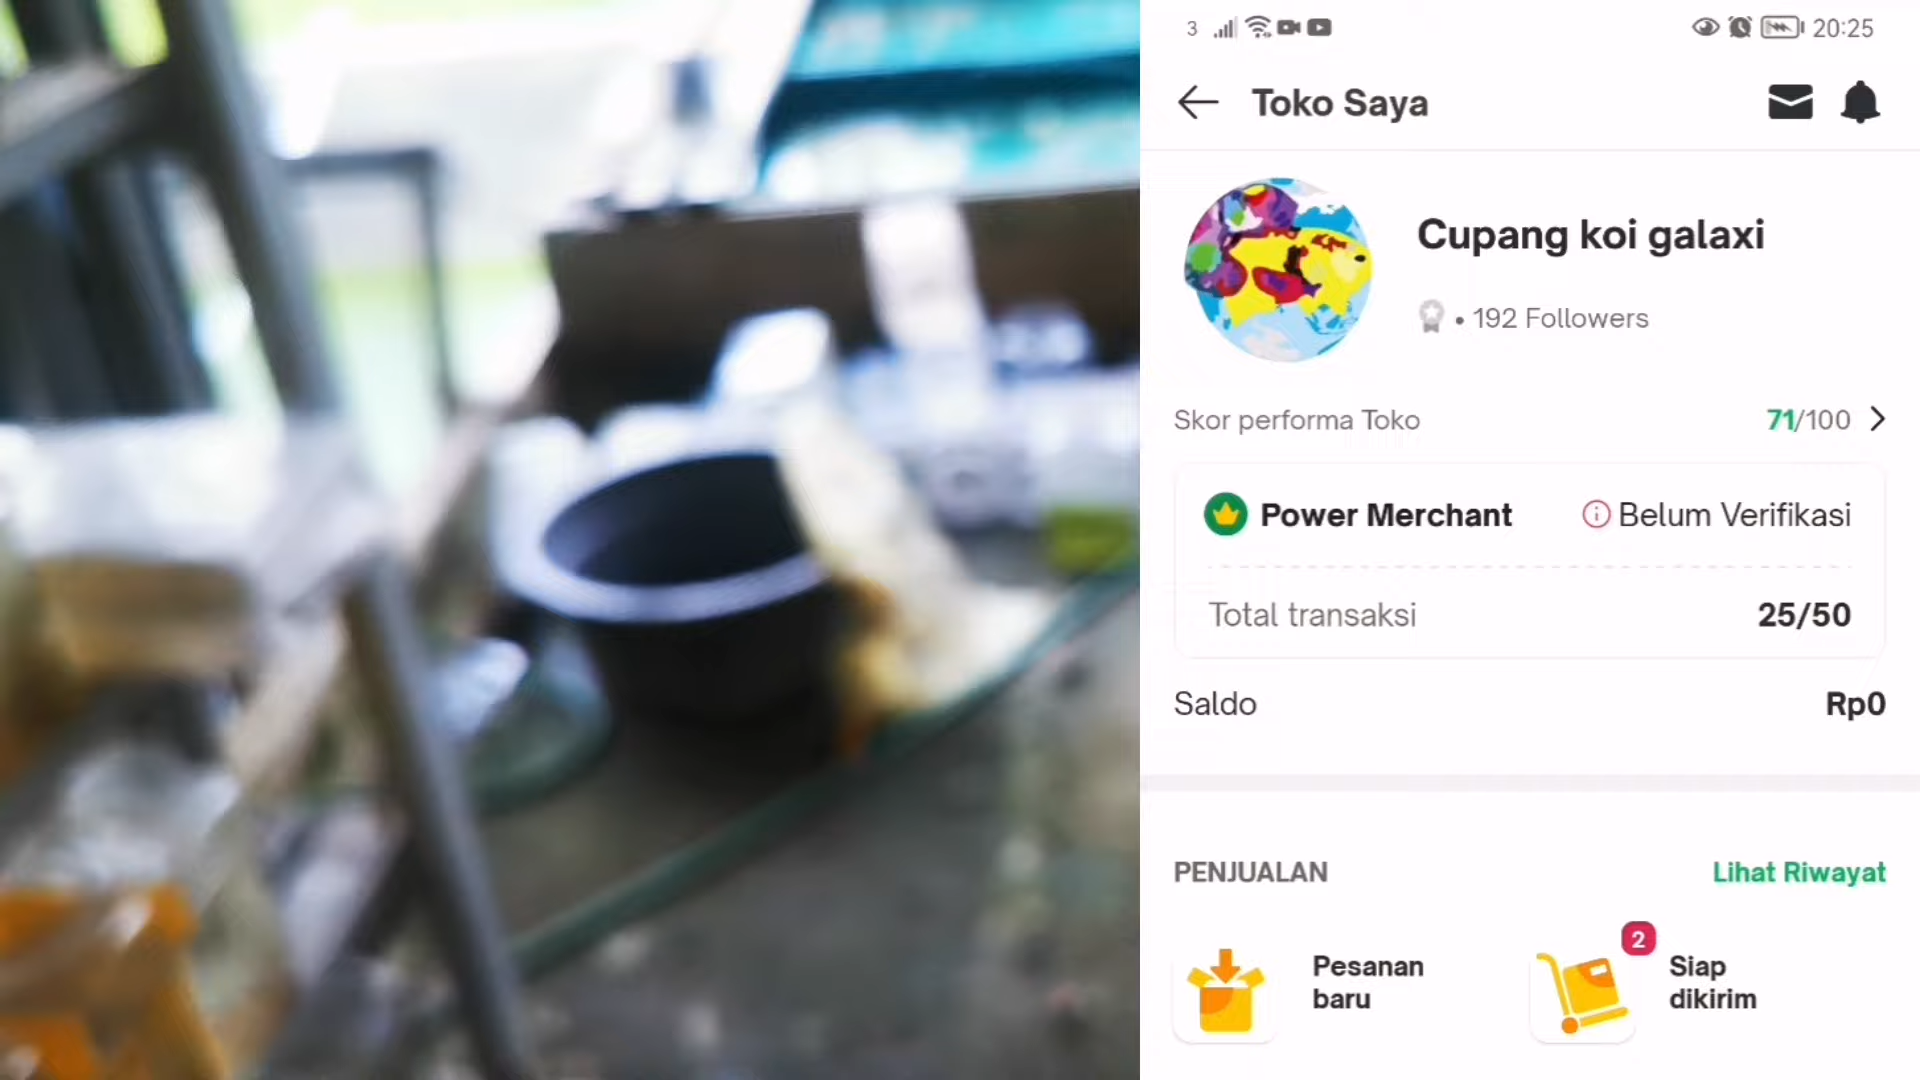 3 20:25
Toko Saya
Cupang koi galaxi
• 192 Followers
Skor performa Toko 71/100
Power Merchant Belum Verifikasi
Total transaksi 25/50
Saldo Rp0
PENJUALAN Lihat Riwayat
2
Pesanan baru
Siap dikirim